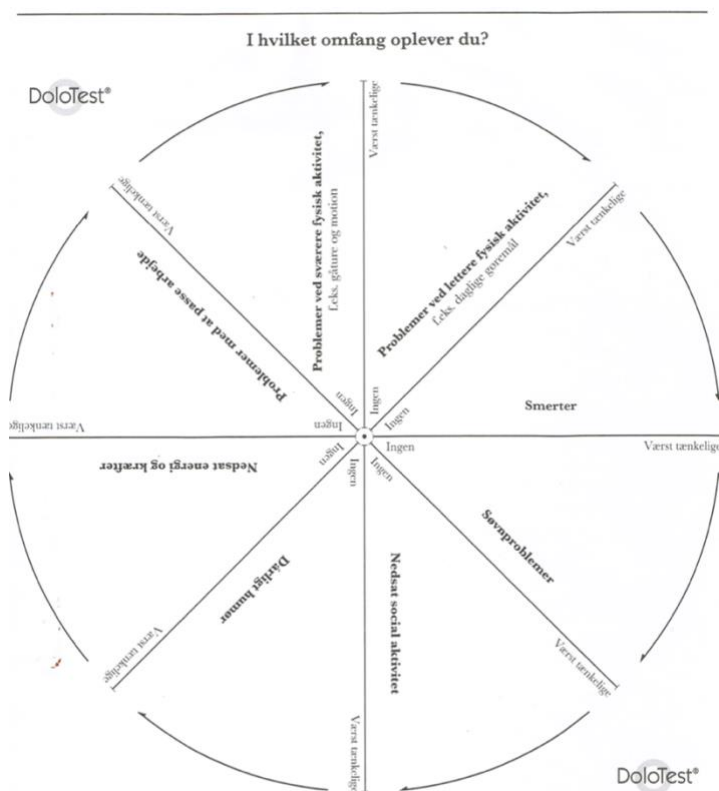 I hvilket omfang oplever du?
DoloTest®
Problemer ved sværere fysisk aktivitet,
f.eks. gåture og motion
Værst tænkelige
Ingen
Problemer ved lettere fysisk aktivitet,
f.eks. daglige gøremål
Værst tænkelige
Ingen
Smerter
Værst tænkelige
Ingen
Søvnproblemer
Værst tænkelige
Ingen
Nedsat social aktivitet
Værst tænkelige
Ingen
Dårligt humør
Værst tænkelige
Ingen
Nedsat energi og kræfter
Værst tænkelige
Ingen
Problemer med at passe arbejde
Værst tænkelige
Ingen
DoloTest®